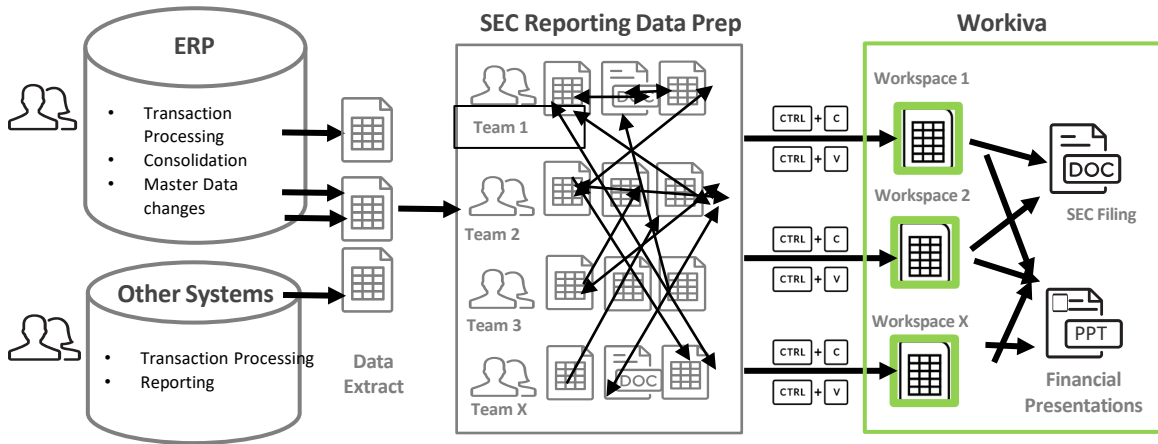 SEC Reporting Data Prep
Workiva
ERP
• Transaction
Processing
• Consolidation
• Master Data
changes
Other Systems
• Transaction Processing
• Reporting
Data
Extract
DOC
Team 1
Team 2
Team 3
DOC
Team X
CTRL + C
CTRL + V
CTRL + C
CTRL + V
CTRL + C
CTRL + V
Workspace 1
Workspace 2
Workspace X
DOC
SEC Filing
PPT
Financial
Presentations